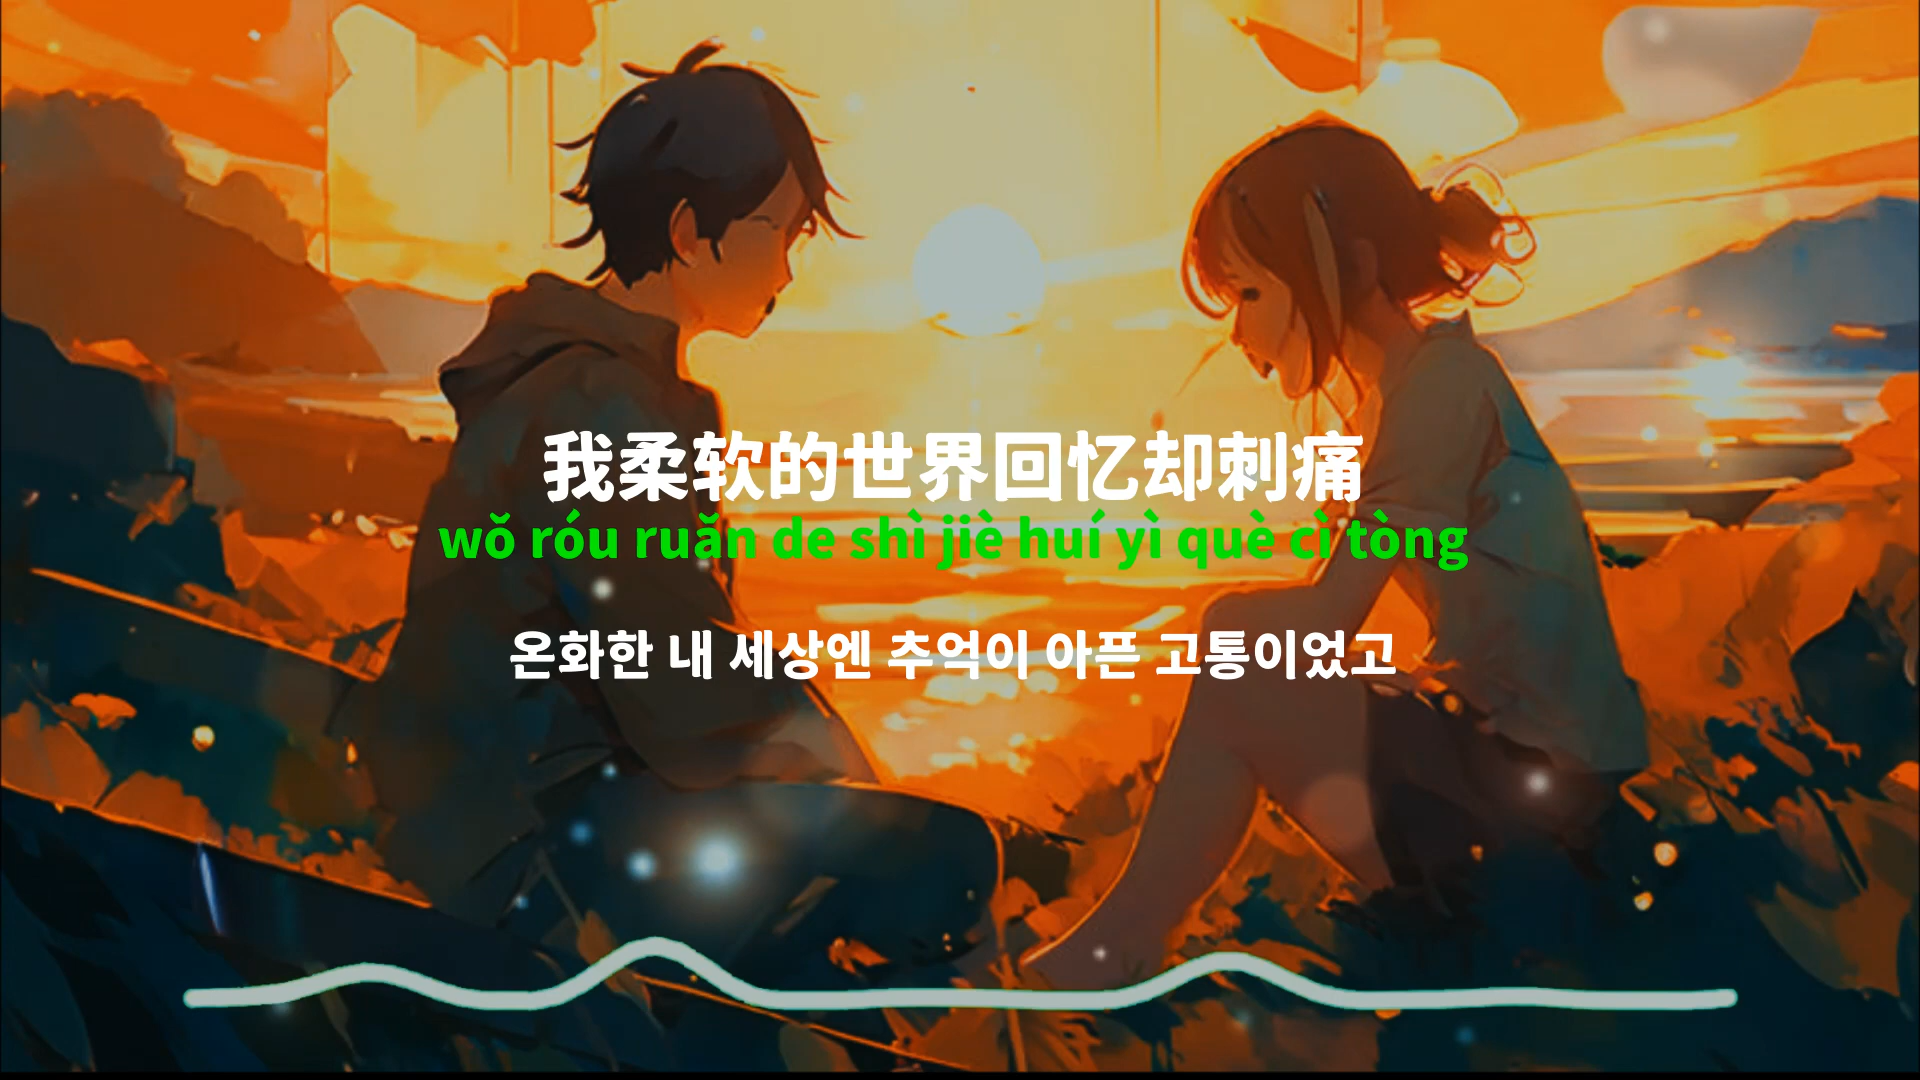 我柔软的世界回忆却刺痛
wǒ róu ruǎn de shì jiè huí yì què cì tòng
온화한 내 세상엔 추억이 아픈 고통이었고